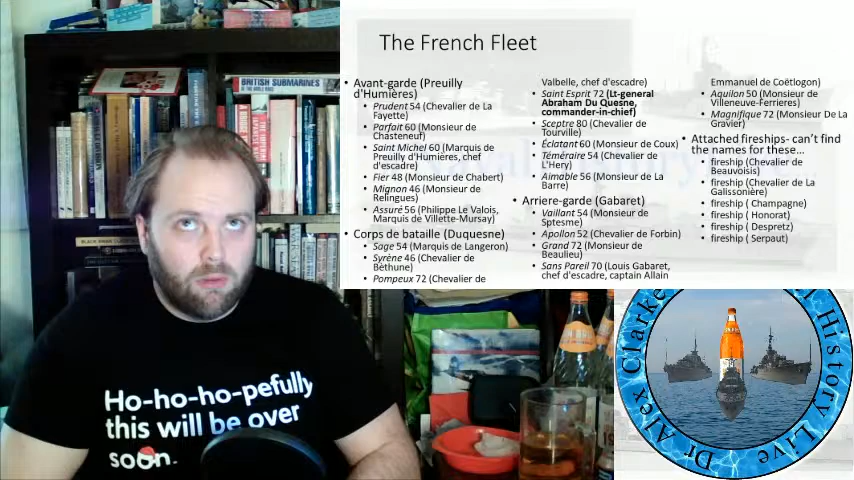 The French Fleet
• Avant-garde (Preuilly
d'Humières)
• Prudent 54 (Chevalier de La
Fayette)
• Parfait 60 (Monsieur de
Chasteneuf)
• Saint Michel 60 (Marquis de
Preuilly d'Humières, chef
d'escadre)
• Fier 48 (Monsieur de Chabert)
• Mignon 46 (Monsieur de
Relingues)
• Assuré 56 (Philippe Le Valois,
Marquis de Villette-Mursay)
• Corps de bataille (Duquesne)
• Sage 54 (Marquis de Langeron)
• Syrène 46 (Chevalier de
Béthune)
• Pompeux 72 (Chevalier de
Valbelle, chef d'escadre)
• Saint Esprit 72 (Lt-general
Abraham Du Quesne,
commander-in-chief)
• Sceptre 80 (Chevalier de
Tourville)
• Éclatant 60 (Monsieur de Coux)
• Téméraire 54 (Chevalier de
L'Hery)
• Aimable 56 (Monsieur de La
Barre)
• Arriere-garde (Gabaret)
• Vaillant 54 (Monsieur de
Sptesme)
• Apollon 52 (Chevalier de Forbin)
• Grand 72 (Monsieur de
Beaulieu)
• Sans Pareil 70 (Louis Gabaret,
chef d'escadre, captain Allain
Emmanuel de Coëtlogon)
• Aquilon 50 (Monsieur de
Villeneuve-Ferrieres)
• Magnifique 72 (Monsieur De La
Gravier)
• Attached fireships- can't find
the names for these...
• fireship (Chevalier de
Beauvoisis)
• fireship (Chevalier de La
Galissonière)
• fireship ( Champagne)
• fireship ( Honorat)
• fireship ( Despretz)
• fireship ( Serpaut)
BRITISH SUBMARINES
Ho-ho-ho-pefully
this will be over
soon.
Dr Alex Clarke
History Live